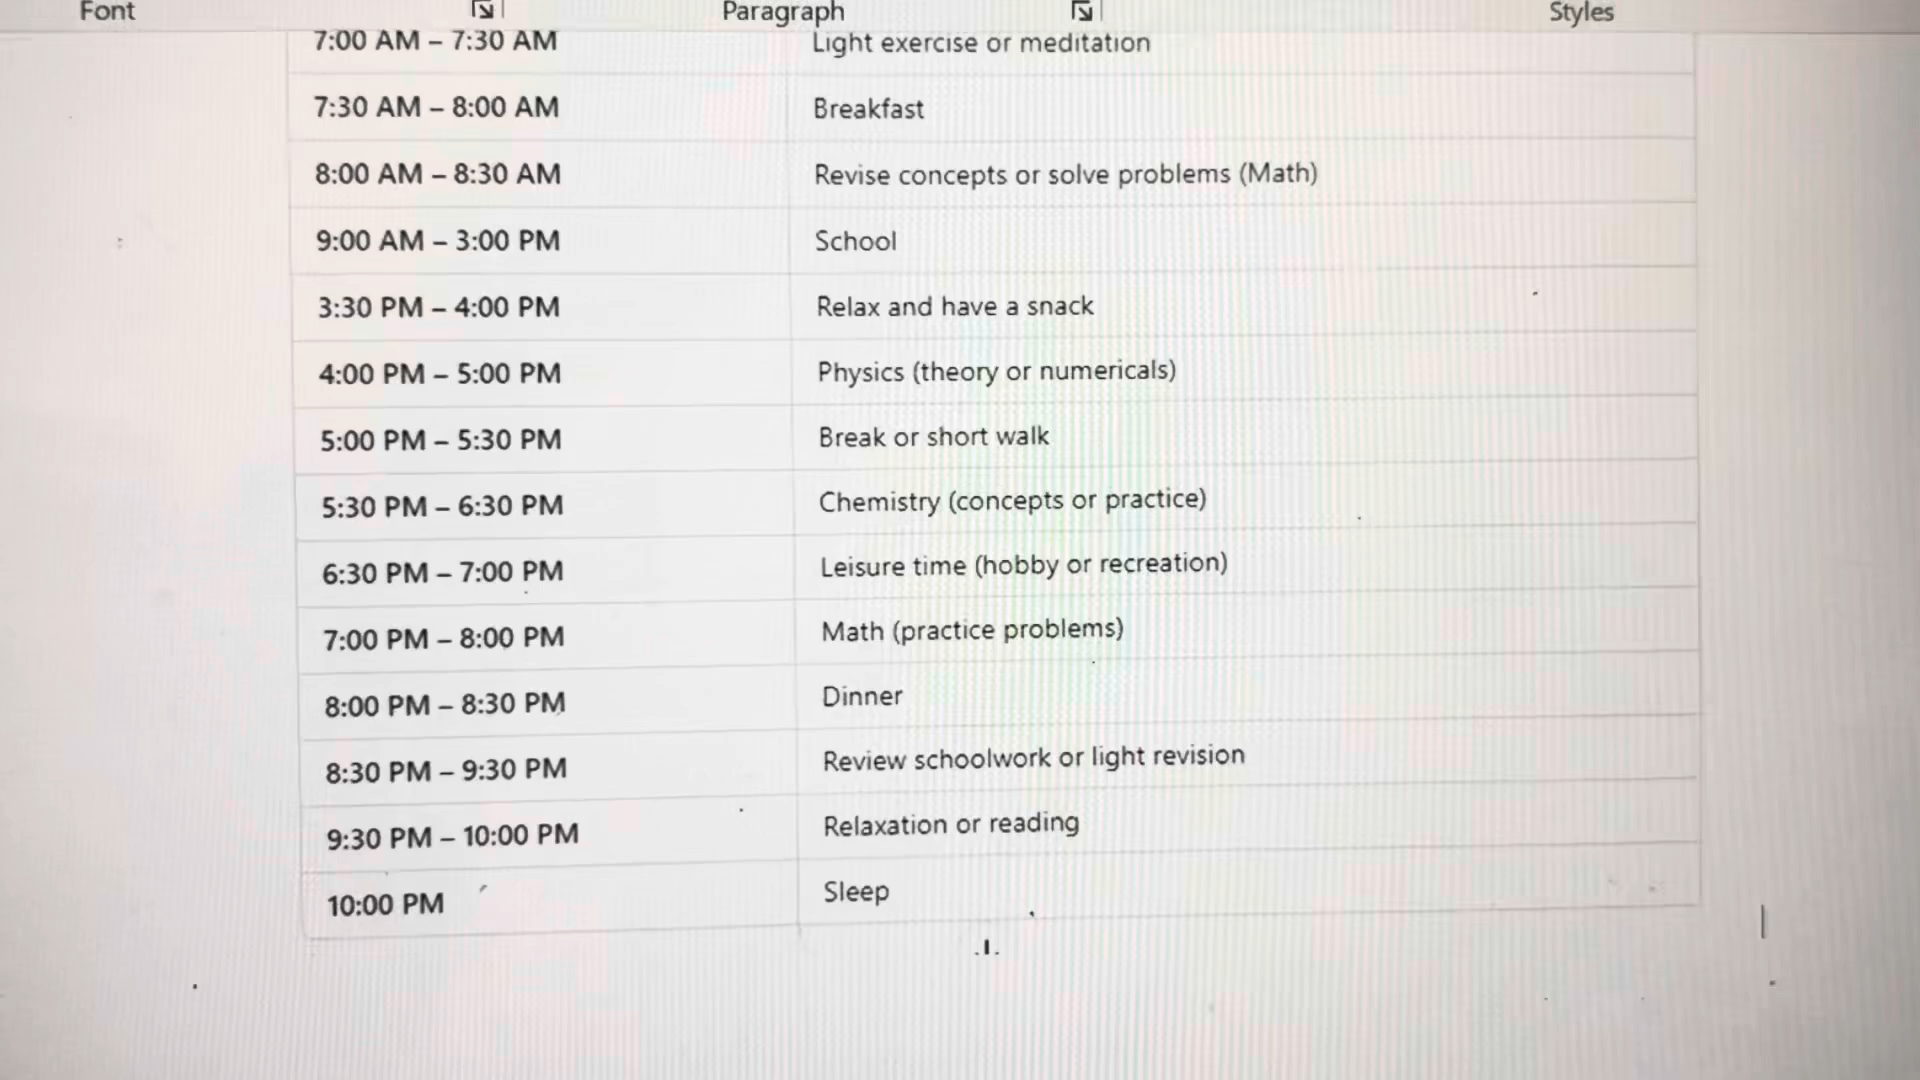 Font Paragraph Styles
7:00 AM – 7:30 AM Light exercise or meditation
7:30 AM – 8:00 AM Breakfast
8:00 AM – 8:30 AM Revise concepts or solve problems (Math)
9:00 AM – 3:00 PM School
3:30 PM – 4:00 PM Relax and have a snack
4:00 PM – 5:00 PM Physics (theory or numericals)
5:00 PM – 5:30 PM Break or short walk
5:30 PM – 6:30 PM Chemistry (concepts or practice)
6:30 PM – 7:00 PM Leisure time (hobby or recreation)
7:00 PM – 8:00 PM Math (practice problems)
8:00 PM – 8:30 PM Dinner
8:30 PM – 9:30 PM Review schoolwork or light revision
9:30 PM – 10:00 PM Relaxation or reading
10:00 PM Sleep